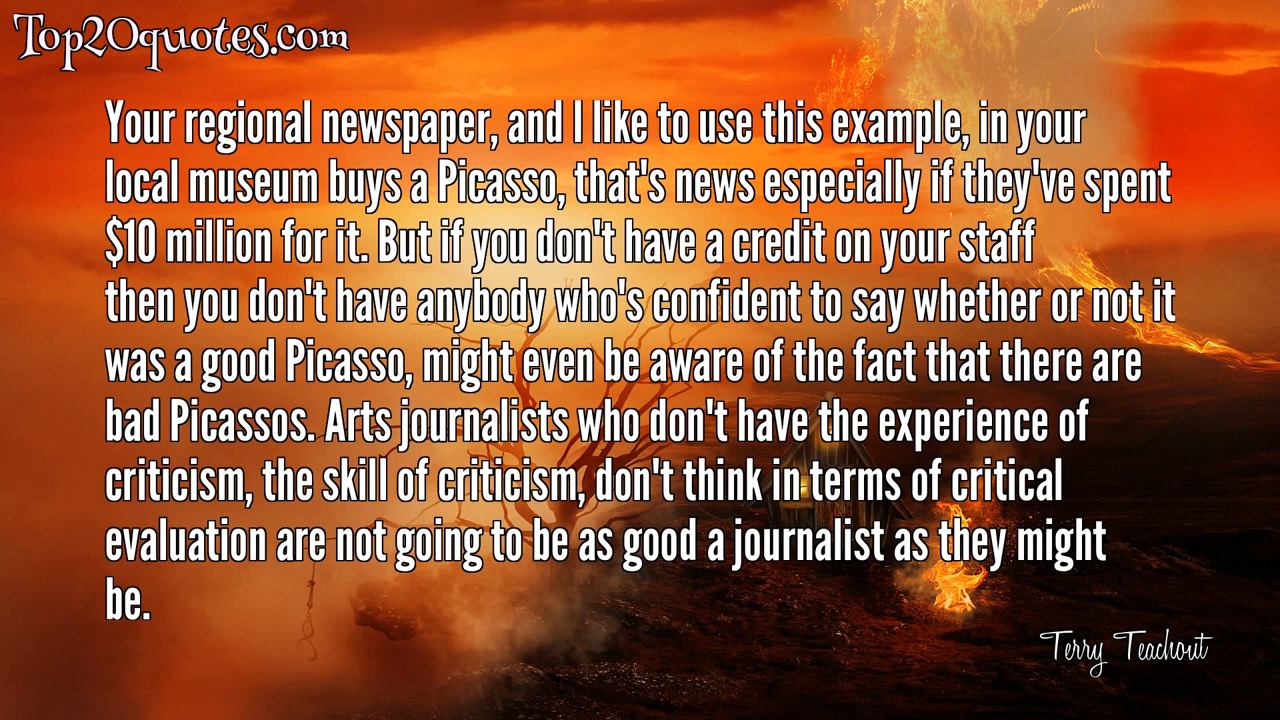 Top20quotes.com
Your regional newspaper, and I like to use this example, in your
local museum buys a Picasso, that's news especially if they've spent
$10 million for it. But if you don't have a credit on your staff
then you don't have anybody who's confident to say whether or not it
was a good Picasso, might even be aware of the fact that there are
bad Picassos. Arts journalists who don't have the experience of
criticism, the skill of criticism, don't think in terms of critical
evaluation are not going to be as good a journalist as they might
be.
Terry Teachout